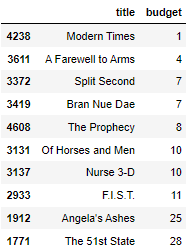 title budget
4238 Modern Times 1
3611 A Farewell to Arms 4
3372 Split Second 7
3419 Bran Nue Dae 7
4608 The Prophecy 8
3131 Of Horses and Men 10
3137 Nurse 3-D 10
2933 F.I.S.T. 11
1912 Angela's Ashes 25
1771 The 51st State 28